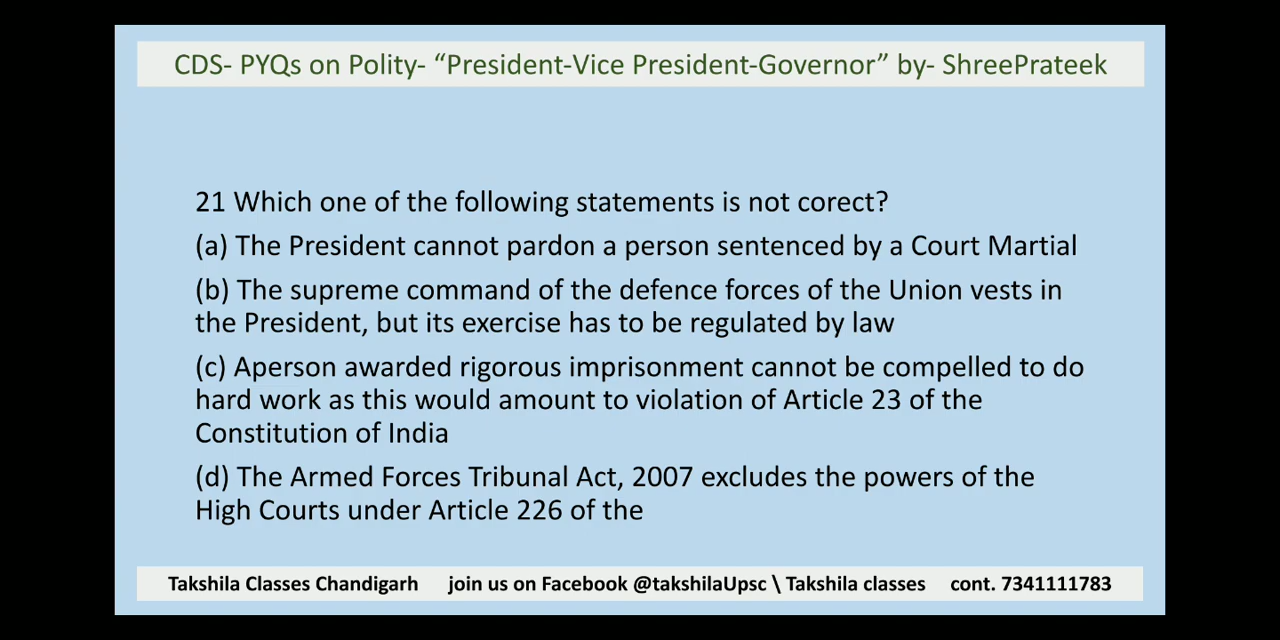 CDS- PYQs on Polity- “President-Vice President-Governor” by- ShreePrateek
21 Which one of the following statements is not corect?
(a) The President cannot pardon a person sentenced by a Court Martial
(b) The supreme command of the defence forces of the Union vests in
the President, but its exercise has to be regulated by law
(c) Aperson awarded rigorous imprisonment cannot be compelled to do
hard work as this would amount to violation of Article 23 of the
Constitution of India
(d) The Armed Forces Tribunal Act, 2007 excludes the powers of the
High Courts under Article 226 of the
Takshila Classes Chandigarh join us on Facebook @takshilaUpsc \ Takshila classes cont. 7341111783